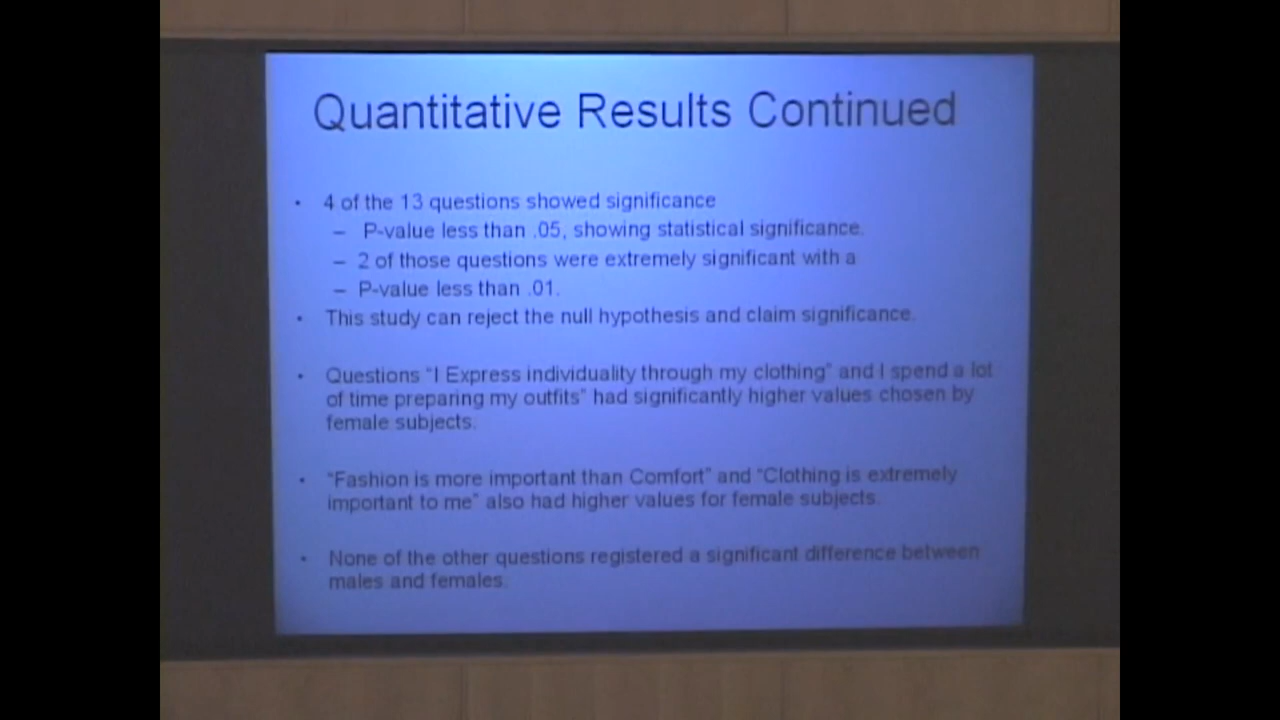 Quantitative Results Continued
• 4 of the 13 questions showed significance
– P-value less than .05, showing statistical significance.
– 2 of those questions were extremely significant with a
– P-value less than .01.
• This study can reject the null hypothesis and claim significance.
• Questions “I Express individuality through my clothing” and I spend a lot
of time preparing my outfits” had significantly higher values chosen by
female subjects.
• “Fashion is more important than Comfort” and “Clothing is extremely
important to me” also had higher values for female subjects.
• None of the other questions registered a significant difference between
males and females.